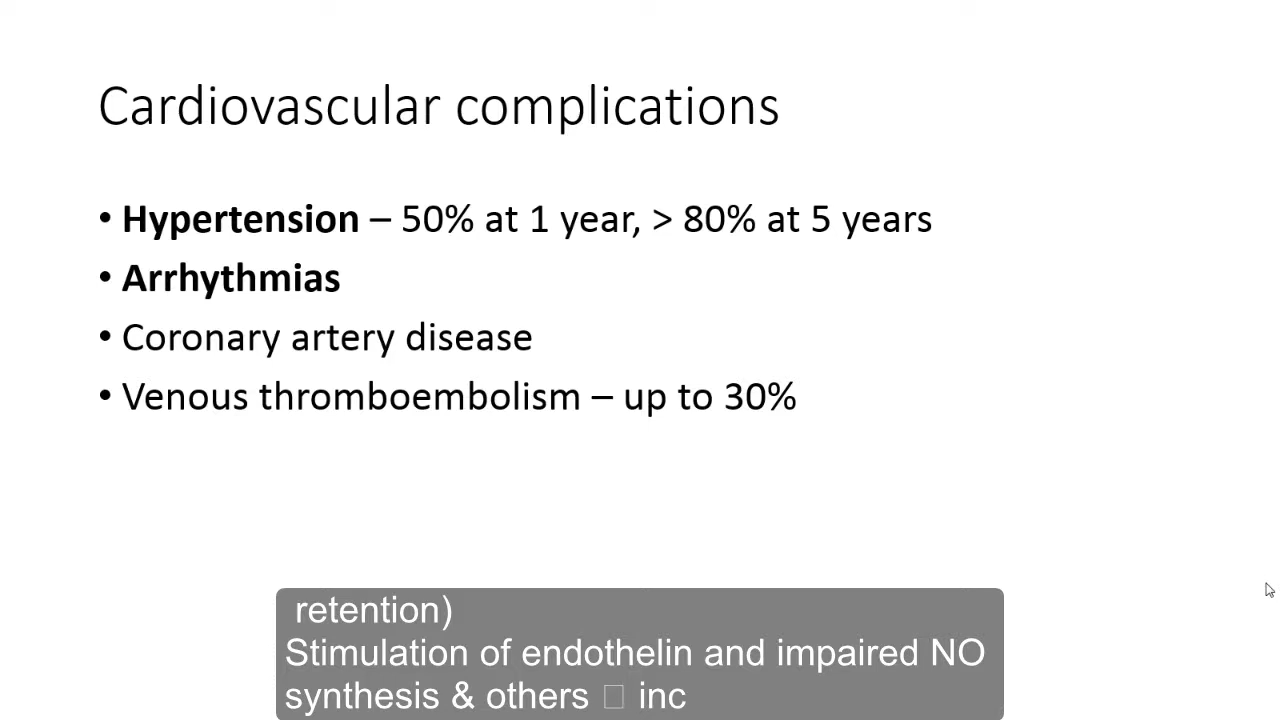 Cardiovascular complications
• Hypertension – 50% at 1 year, > 80% at 5 years
• Arrhythmias
• Coronary artery disease
• Venous thromboembolism – up to 30%
retention)
Stimulation of endothelin and impaired NO
synthesis & others □ inc